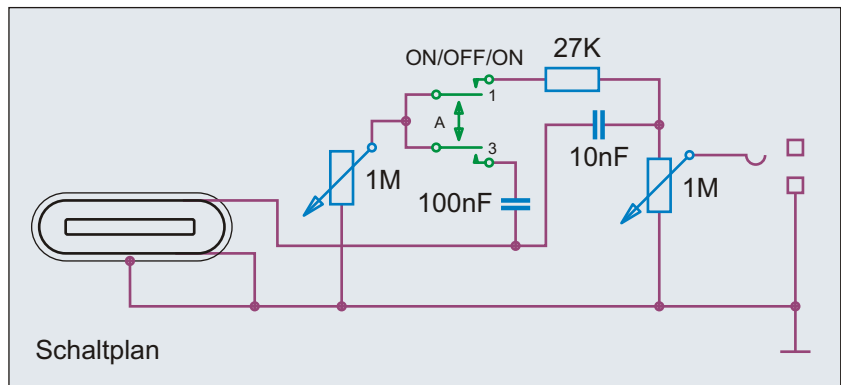 ON/OFF/ON
27K
1
A
3
10nF
1M
100nF
1M
Schaltplan